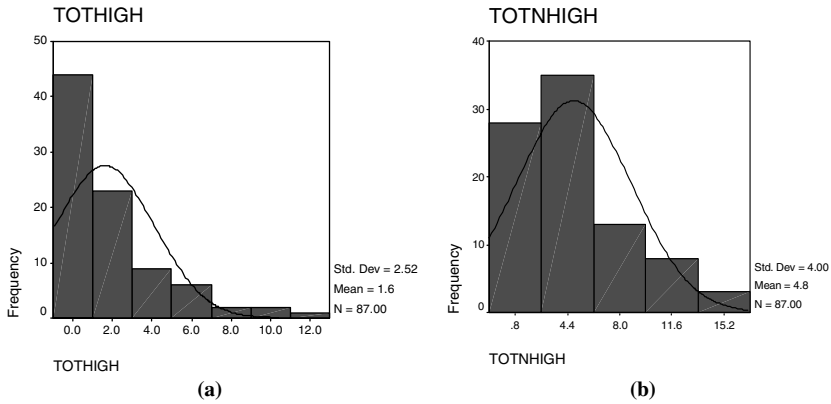 TOTHIGH
50
40
30
20
10
0
Frequency
0.0 2.0 4.0 6.0 8.0 10.0 12.0
Std. Dev = 2.52
Mean = 1.6
N = 87.00
TOTHIGH
(a)
TOTNHIGH
40
30
20
10
0
Frequency
.8 4.4 8.0 11.6 15.2
Std. Dev = 4.00
Mean = 4.8
N = 87.00
TOTNHIGH
(b)